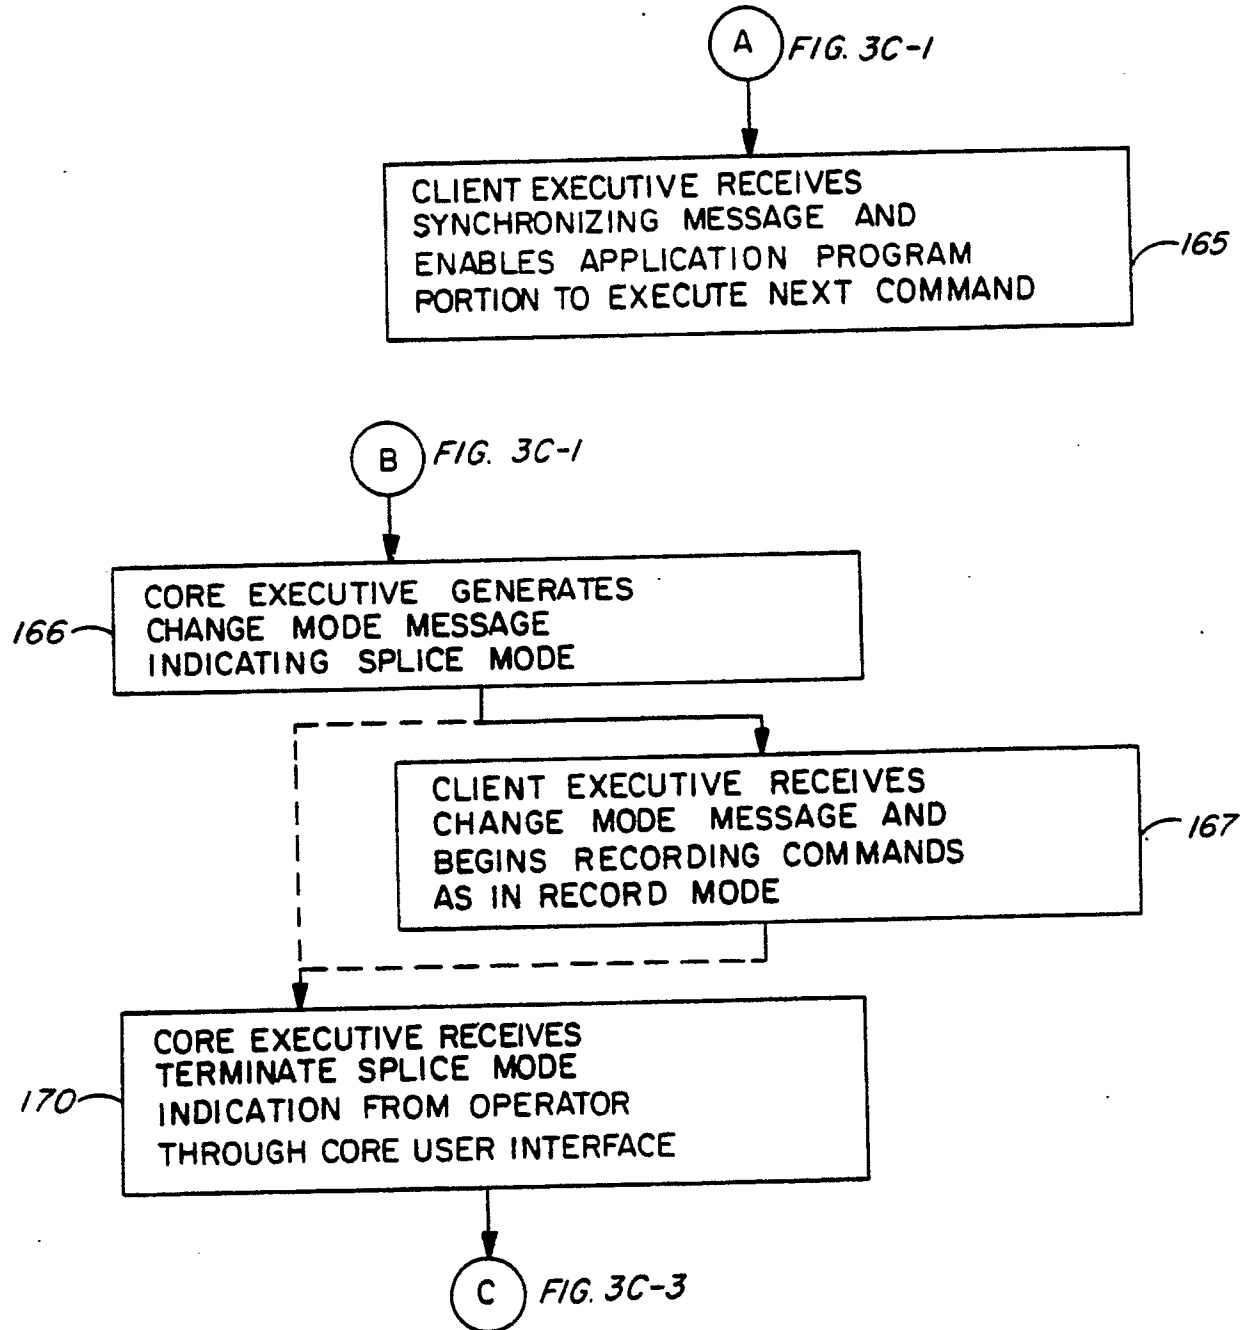 A FIG. 3C-1
CLIENT EXECUTIVE RECEIVES
SYNCHRONIZING MESSAGE AND
ENABLES APPLICATION PROGRAM
PORTION TO EXECUTE NEXT COMMAND
165
B FIG. 3C-1
CORE EXECUTIVE GENERATES
CHANGE MODE MESSAGE
INDICATING SPLICE MODE
166
CLIENT EXECUTIVE RECEIVES
CHANGE MODE MESSAGE AND
BEGINS RECORDING COMMANDS
AS IN RECORD MODE
167
CORE EXECUTIVE RECEIVES
TERMINATE SPLICE MODE
INDICATION FROM OPERATOR
THROUGH CORE USER INTERFACE
170
C FIG. 3C-3